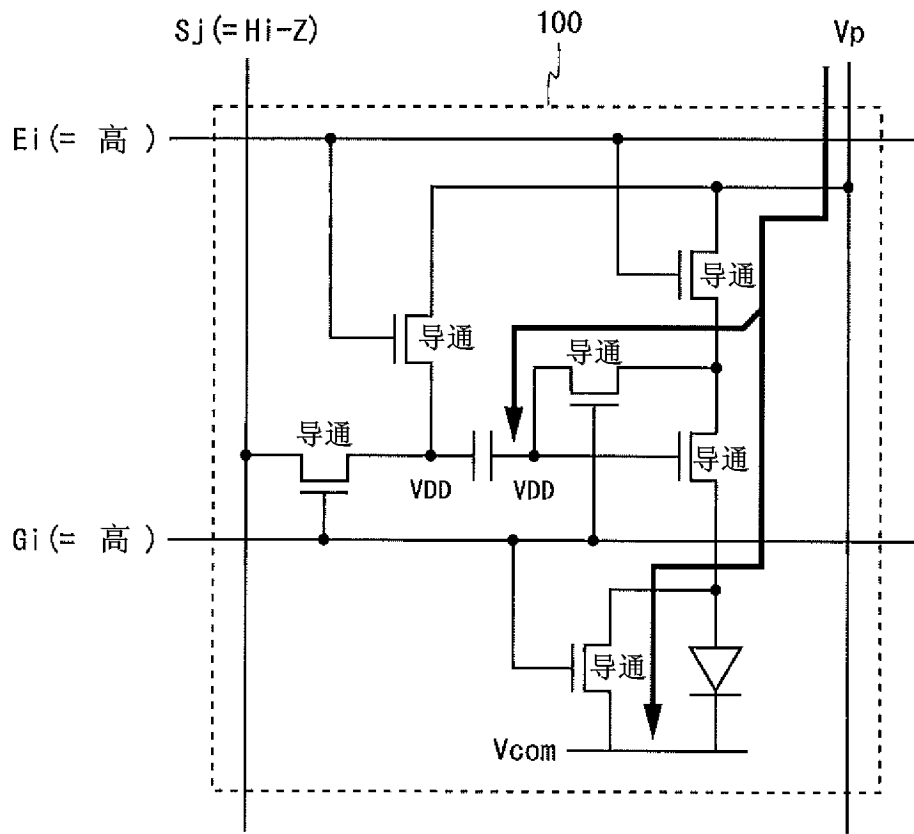 Sj(=Hi-Z)
100
Vp
Ei(= 高 )
导通
导通
导通
导通
导通
VDD
VDD
Gi(= 高 )
导通
Vcom